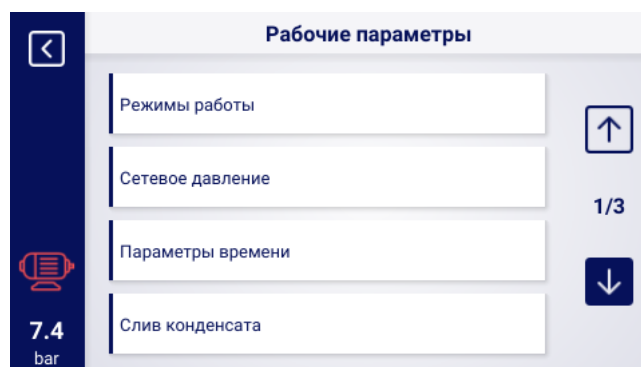 Рабочие параметры
Режимы работы
Сетевое давление
1/3
Параметры времени
Слив конденсата
7.4
bar